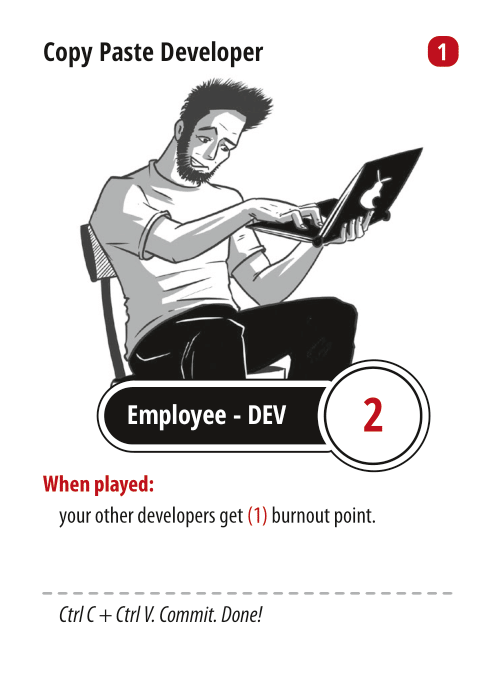 Copy Paste Developer
1
Employee - DEV
2
When played:
your other developers get (1) burnout point.
Ctrl C + Ctrl V. Commit. Done!